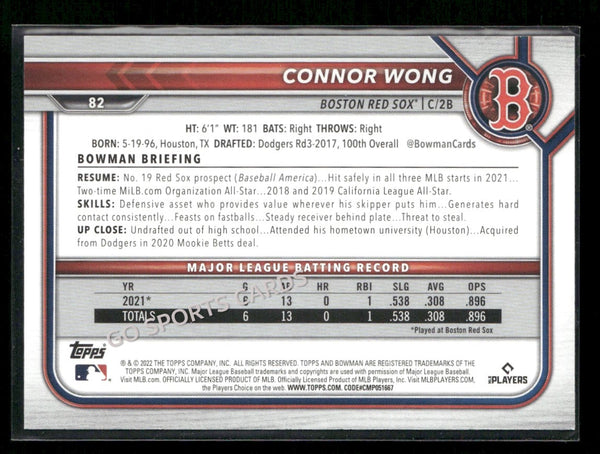 CONNOR WONG
B
82
BOSTON RED SOX® | C/2B
HT: 6'1" WT: 181 BATS: Right THROWS: Right
BORN: 5-19-96, Houston, TX DRAFTED: Dodgers Rd3-2017, 100th Overall @BowmanCards
BOWMAN BRIEFING
RESUME: No. 19 Red Sox prospect (Baseball America)...Hit safely in all three MLB starts in 2021...
Two-time MiLB.com Organization All-Star...2018 and 2019 California League All-Star.
SKILLS: Defensive asset who provides value wherever his skipper puts him...Generates hard
contact consistently...Feasts on fastballs...Steady receiver behind plate...Threat to steal.
UP CLOSE: Undrafted out of high school...Attended his hometown university (Houston)...Acquired
from Dodgers in 2020 Mookie Betts deal.
MAJOR LEAGUE BATTING RECORD
YR G HR RBI SLG AVG OPS
2021* 6 13 0 1 .538 .308 .896
TOTALS 6 13 0 1 .538 .308 .896
*Played at Boston Red Sox
GO SPORTS CARDS
Topps
® & © 2022 THE TOPPS COMPANY, INC. ALL RIGHTS RESERVED. TOPPS AND BOWMAN ARE REGISTERED TRADEMARKS OF THE
TOPPS COMPANY, INC. Major League Baseball trademarks and copyrights are used with permission of Major League Baseball.
Visit MLB.com. OFFICIALLY LICENSED PRODUCT OF MLB. Officially Licensed Product of MLB Players, Inc. Visit MLBPLAYERS.com,
the Players Choice on the web. WWW.TOPPS.COM. CODE#CMP051667
MLB PLAYERS